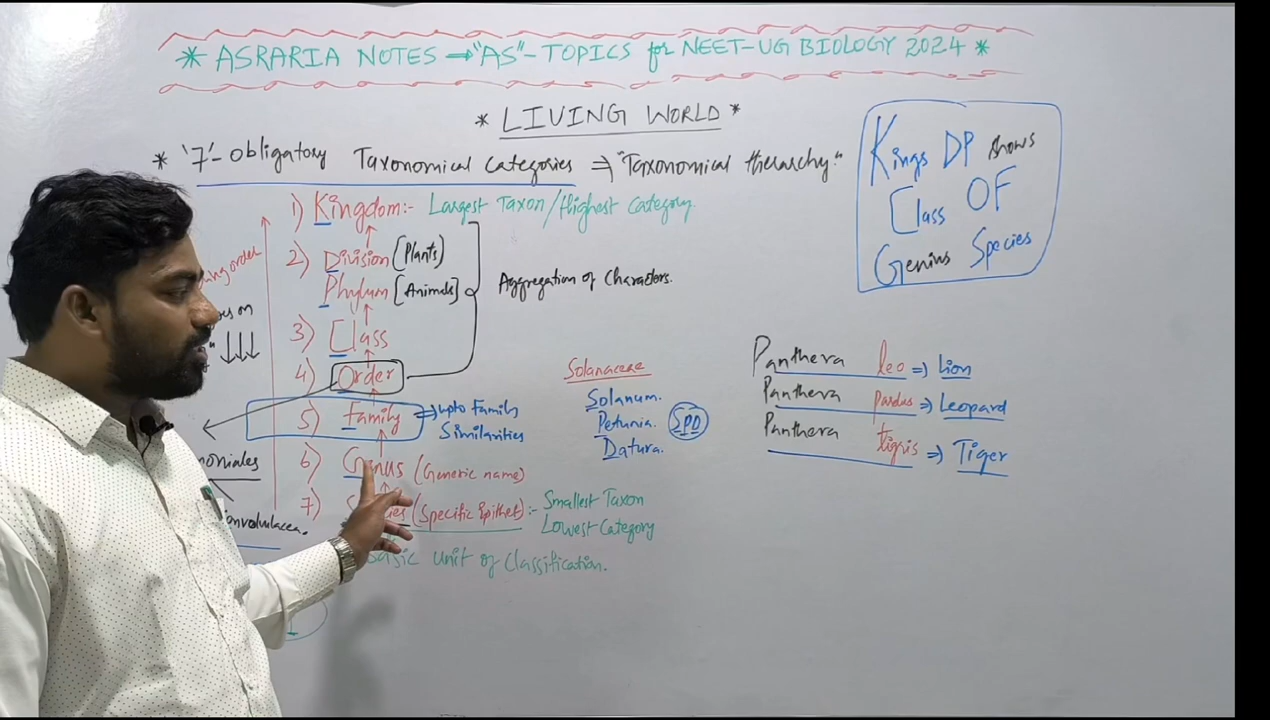 * ASRARIA NOTES → "AS"-TOPICS for NEET-UG BIOLOGY 2024 *
* LIVING WORLD *
* '7'-Obligatory Taxonomical categories ⇒ "Taxonomical Hierarchy."
1) Kingdom:- Largest Taxon/Highest Category.
2) Division [Plants)
Phylum [Animals]
Aggregation of Characters.
3) Class
4) Order
5) Family ⇒ upto Family
Similarities
6) Genus (Generic name)
7) (Specific Epithet):- Smallest Taxon
Lowest Category
Basic unit of Classification.
order
on
↓↓↓
Solanaceae
Solanum.
Petunia. SPD
Datura.
Kings DP shows
Class OF
Genius Species
Panthera leo ⇒ Lion
Panthera pardus ⇒ Leopard
Panthera tigris ⇒ Tiger